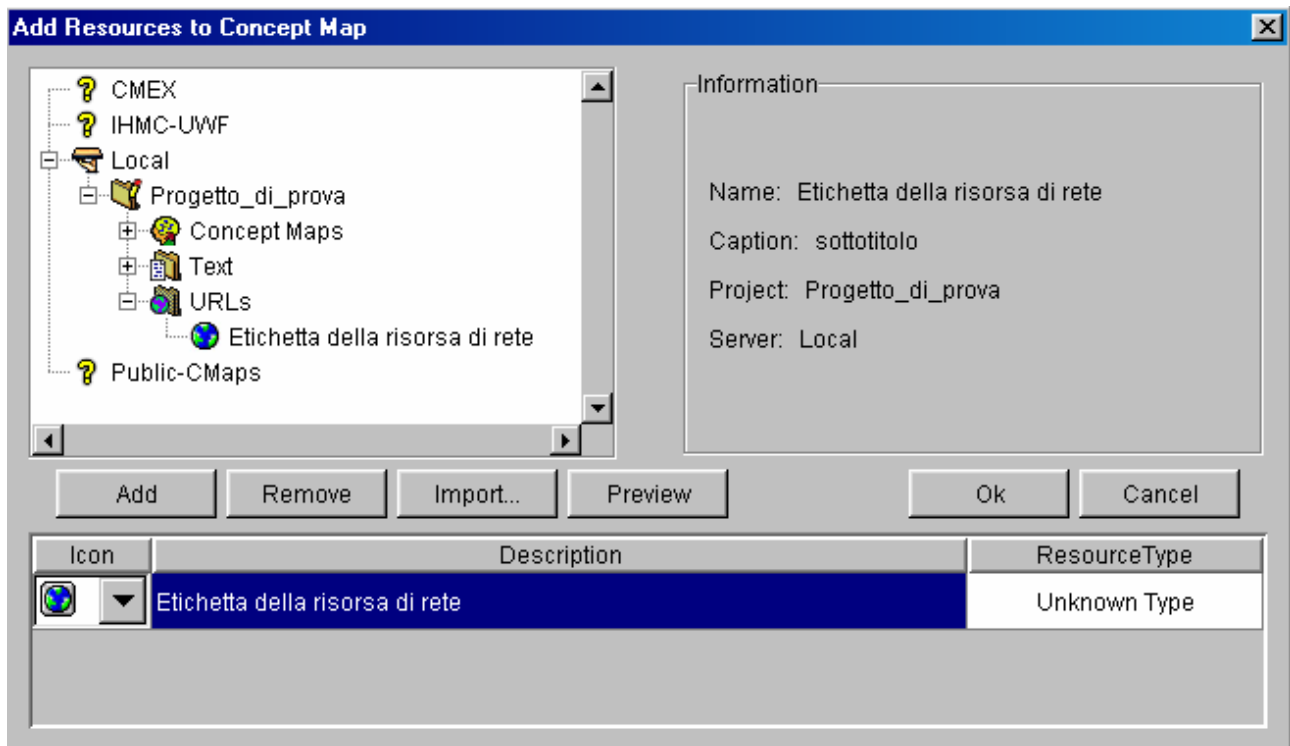 Add Resources to Concept Map
CMEX
IHMC-UWF
Local
Progetto_di_prova
Concept Maps
Text
URLs
Etichetta della risorsa di rete
Public-CMaps
Information
Name: Etichetta della risorsa di rete
Caption: sottotitolo
Project: Progetto_di_prova
Server: Local
Add Remove Import... Preview Ok Cancel
Icon Description ResourceType
Etichetta della risorsa di rete Unknown Type